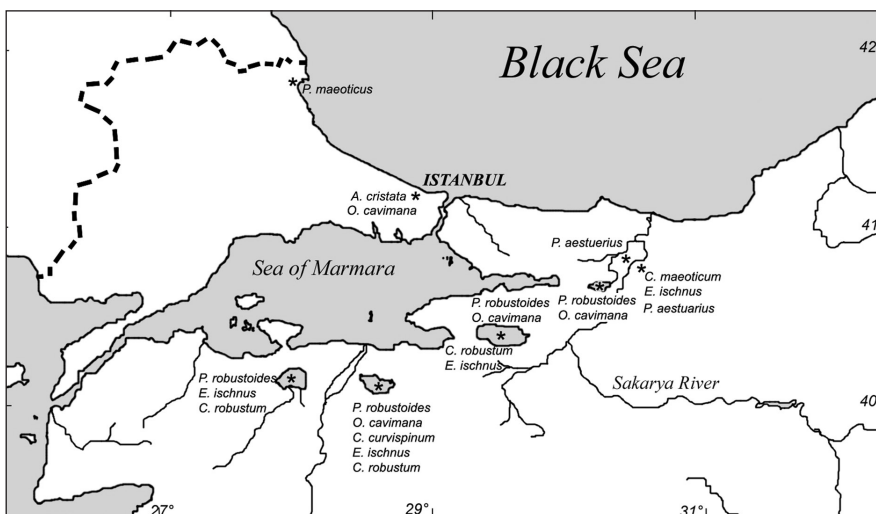 Black Sea
42
P. maeoticus
ISTANBUL
A. cristata
O. cavimana
41
P. aestuerius
Sea of Marmara
C. maeoticum
E. ischnus
P. aestuarius
P. robustoides
O. cavimana
P. robustoides
O. cavimana
C. robustum
E. ischnus
P. robustoides
E. ischnus
C. robustum
Sakarya River
P. robustoides
O. cavimana
C. curvispinum
E. ischnus
C. robustum
40
27°
29°
31°